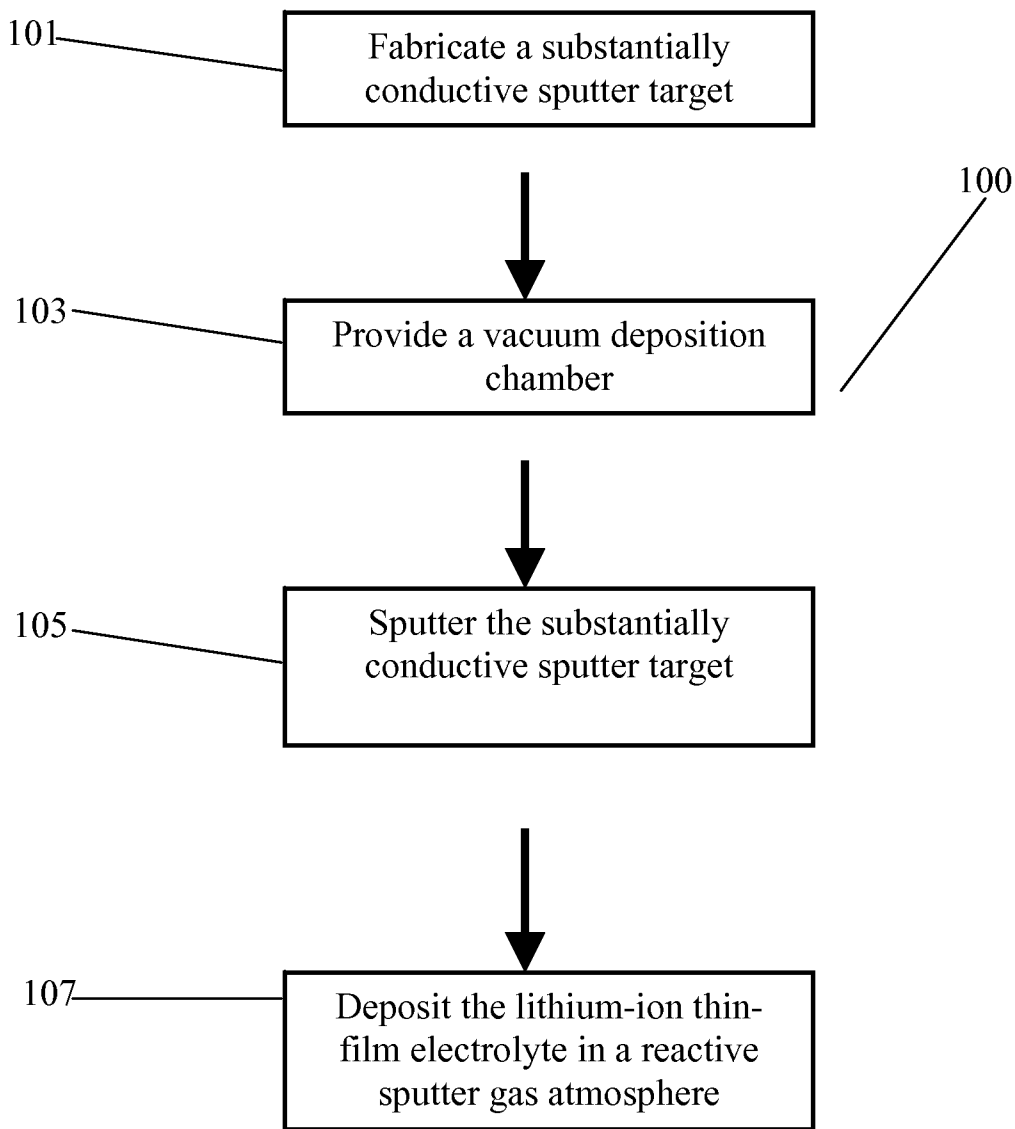 101
Fabricate a substantially
conductive sputter target
100
103
Provide a vacuum deposition
chamber
105
Sputter the substantially
conductive sputter target
107
Deposit the lithium-ion thin-
film electrolyte in a reactive
sputter gas atmosphere